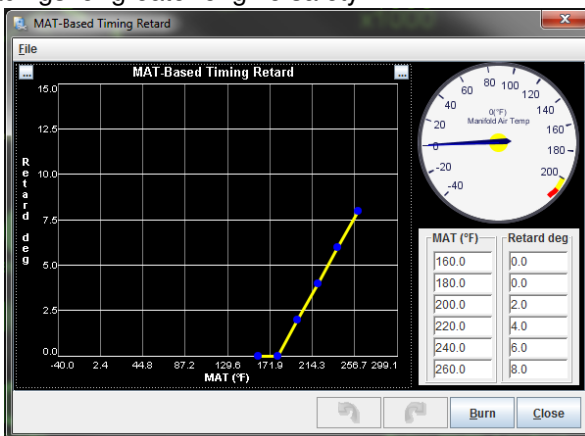 MAT-Based Timing Retard
File
... MAT-Based Timing Retard ...
15.0
12.5
10.0
7.5
5.0
2.5
0.0
Retard deg
-40.0 2.4 44.8 87.2 129.6 171.9 214.3 256.7 299.1
MAT (°F)
-40
-20
0
20
40
60
80
100
120
140
160
180
200
0(°F)
Manifold Air Temp
MAT (°F) Retard deg
160.0 0.0
180.0 0.0
200.0 2.0
220.0 4.0
240.0 6.0
260.0 8.0
Burn Close